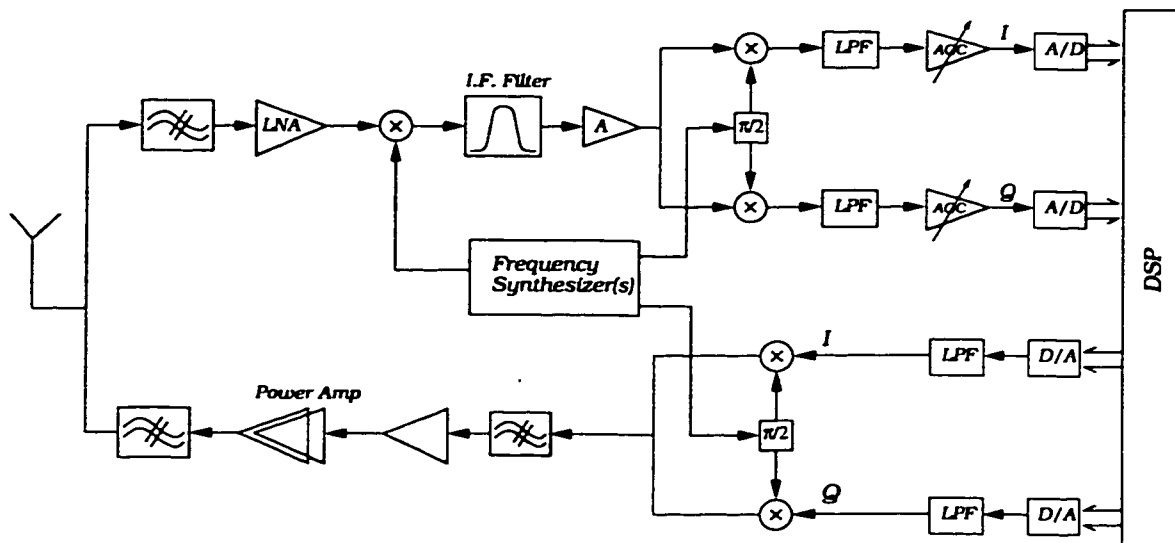 I
LPF
AGC
A/D
I.F. Filter
LNA
A
π/2
Q
LPF
AGC
A/D
Frequency
Synthesizer(s)
DSP
I
LPF
D/A
Power Amp
π/2
Q
LPF
D/A